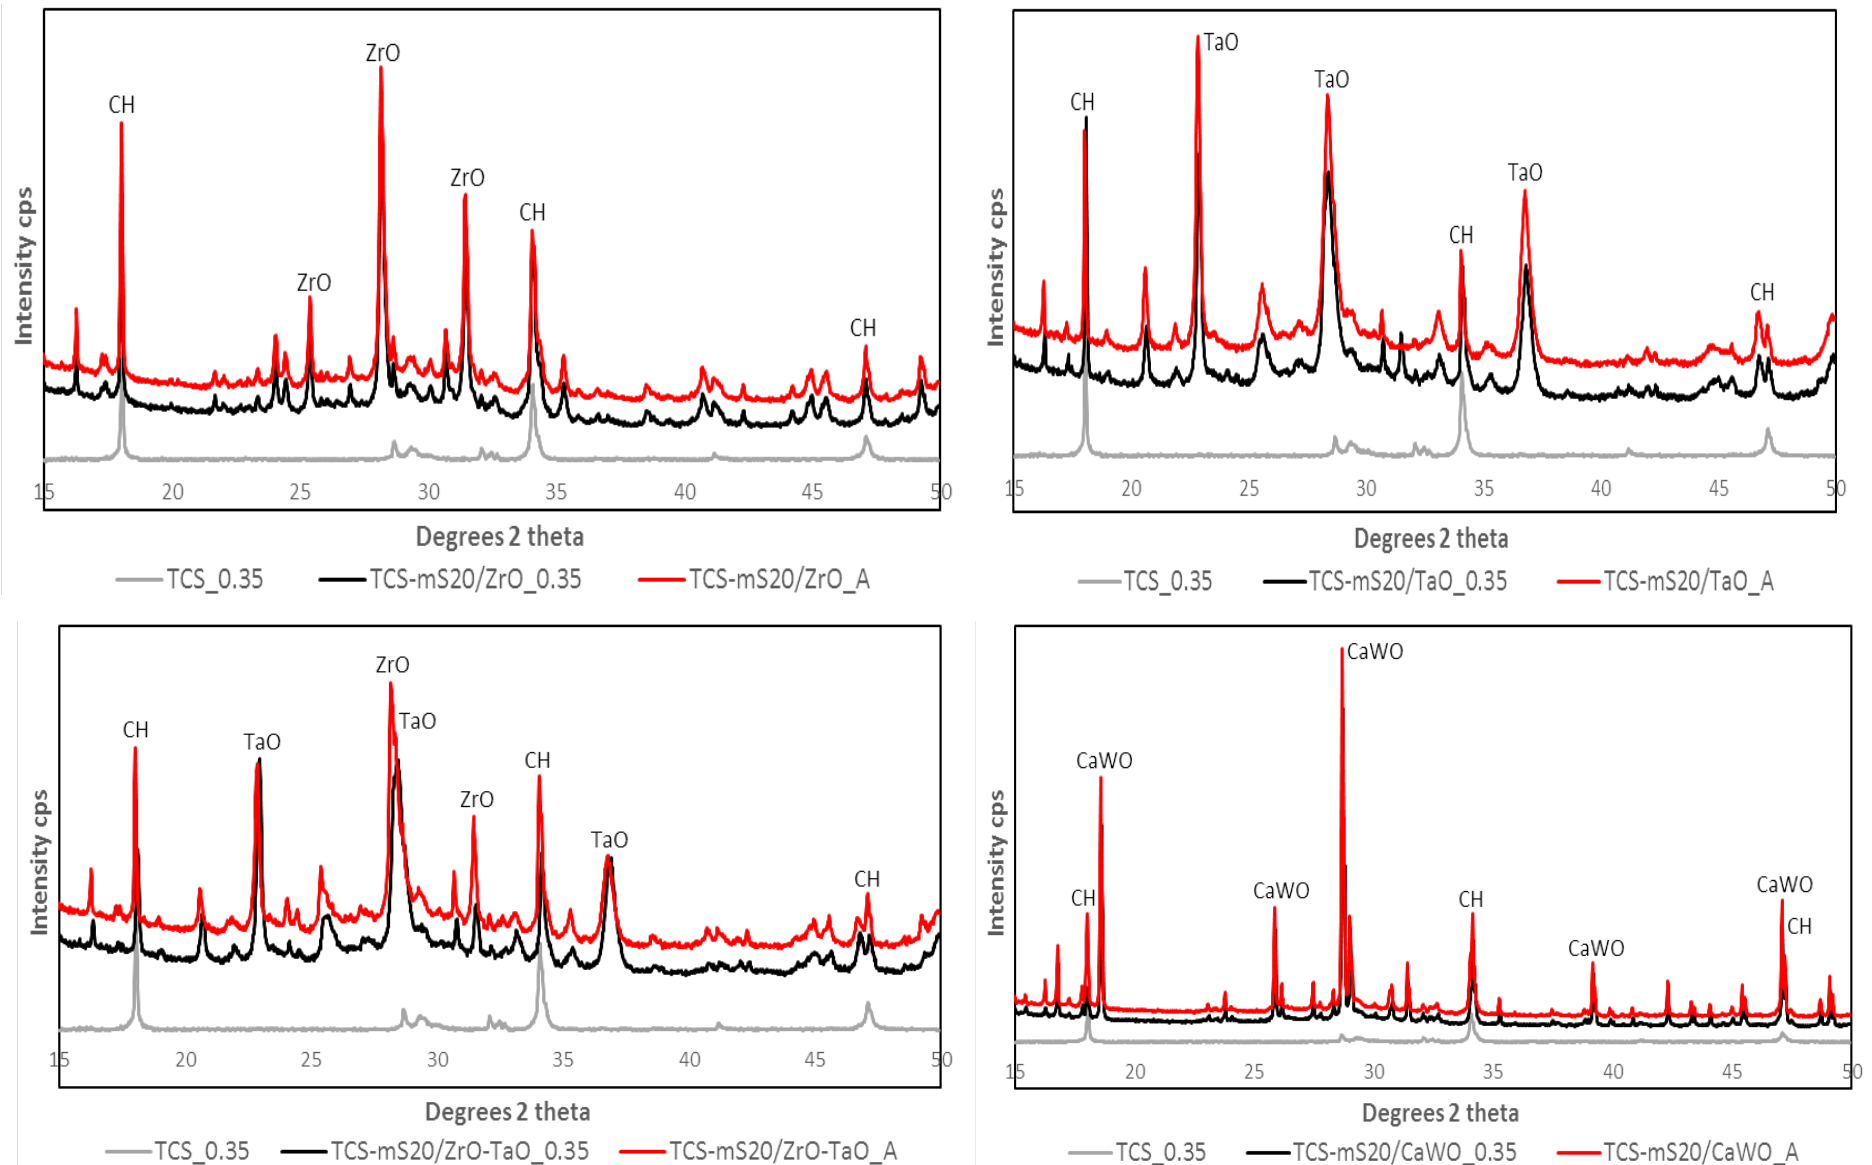 ZrO
CH
ZrO
CH
ZrO
CH
Intensity cps
15 20 25 30 35 40 45 50
Degrees 2 theta
TCS_0.35 TCS-mS20/ZrO_0.35 TCS-mS20/ZrO_A
TaO
TaO
CH
TaO
CH
CH
Intensity cps
15 20 25 30 35 40 45 50
Degrees 2 theta
TCS_0.35 TCS-mS20/TaO_0.35 TCS-mS20/TaO_A
ZrO
TaO
CH
TaO
CH
ZrO
TaO
CH
Intensity cps
15 20 25 30 35 40 45 50
Degrees 2 theta
TCS_0.35 TCS-mS20/ZrO-TaO_0.35 TCS-mS20/ZrO-TaO_A
CaWO
CaWO
CaWO
CH
CH
CaWO
CH
CaWO
Intensity cps
15 20 25 30 35 40 45 50
Degrees 2 theta
TCS_0.35 TCS-mS20/CaWO_0.35 TCS-mS20/CaWO_A